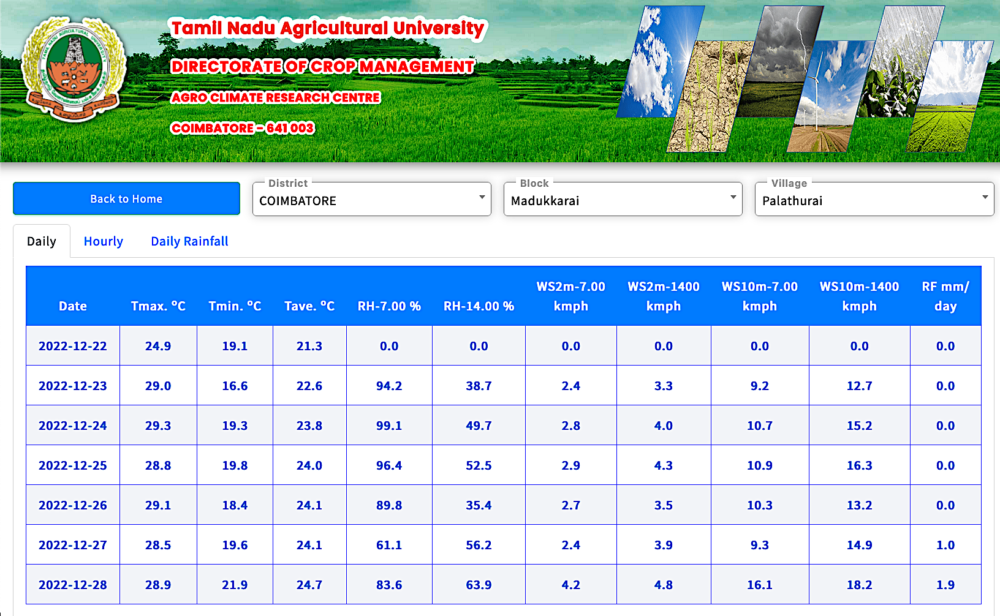 Tamil Nadu Agricultural University
DIRECTORATE OF CROP MANAGEMENT
AGRO CLIMATE RESEARCH CENTRE
COIMBATORE - 641 003
TAMIL NADU AGRICULTURAL UNIVERSITY
Back to Home
District
COIMBATORE
Block
Madukkarai
Village
Palathurai
Daily Hourly Daily Rainfall
Date Tmax. ºC Tmin. ºC Tave. ºC RH-7.00 % RH-14.00 % WS2m-7.00 kmph WS2m-1400 kmph WS10m-7.00 kmph WS10m-1400 kmph RF mm/ day
2022-12-22 24.9 19.1 21.3 0.0 0.0 0.0 0.0 0.0 0.0 0.0
2022-12-23 29.0 16.6 22.6 94.2 38.7 2.4 3.3 9.2 12.7 0.0
2022-12-24 29.3 19.3 23.8 99.1 49.7 2.8 4.0 10.7 15.2 0.0
2022-12-25 28.8 19.8 24.0 96.4 52.5 2.9 4.3 10.9 16.3 0.0
2022-12-26 29.1 18.4 24.1 89.8 35.4 2.7 3.5 10.3 13.2 0.0
2022-12-27 28.5 19.6 24.1 61.1 56.2 2.4 3.9 9.3 14.9 1.0
2022-12-28 28.9 21.9 24.7 83.6 63.9 4.2 4.8 16.1 18.2 1.9